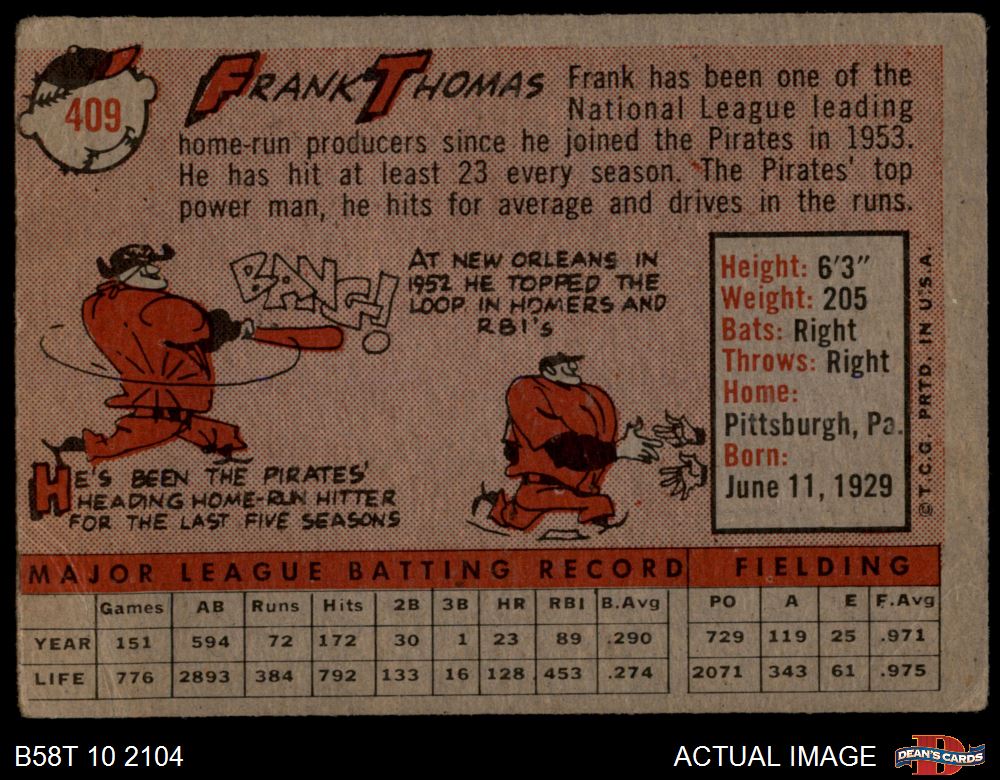 409
FRANK THOMAS
Frank has been one of the
National League leading
home-run producers since he joined the Pirates in 1953.
He has hit at least 23 every season. The Pirates' top
power man, he hits for average and drives in the runs.
BANG!
AT NEW ORLEANS IN
1952 HE TOPPED THE
LOOP IN HOMERS AND
RBI'S
HE'S BEEN THE PIRATES'
HEADING HOME-RUN HITTER
FOR THE LAST FIVE SEASONS
Height: 6'3"
Weight: 205
Bats: Right
Throws: Right
Home:
Pittsburgh, Pa.
Born:
June 11, 1929
©T.C.G. PRTD. IN U.S.A.
MAJOR LEAGUE BATTING RECORD FIELDING
Games AB Runs Hits 2B 3B HR RBI B.Avg PO A E F.Avg
YEAR 151 594 72 172 30 1 23 89 .290 729 119 25 .971
LIFE 776 2893 384 792 133 16 128 453 .274 2071 343 61 .975
B58T 10 2104
ACTUAL IMAGE
D
DEAN'S CARDS